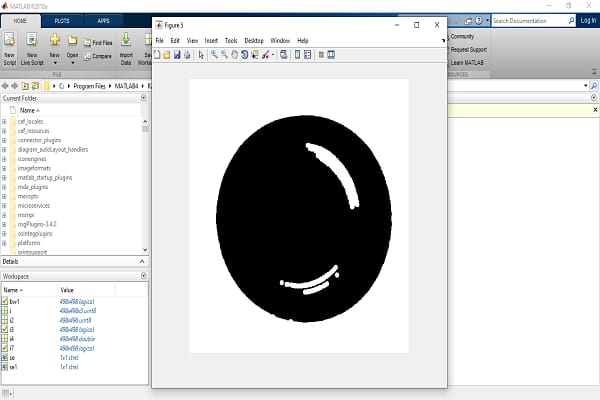 MATLAB R2018a
HOME PLOTS APPS
Search Documentation Log In
New Script
New Live Script
New
Open
Find Files
Compare
Import Data
Save
FILE
Community
Request Support
Learn MATLAB
C: Program Files MATLAB4
Current Folder
Name
cef_locales
cef_resources
connector_plugins
diagram_autoLayout_handlers
iconengines
imageformats
matlab_startup_plugins
mda_plugins
mexopts
microservices
msmpi
osgPlugins-3.4.0
osintegplugins
platforms
printsupport
Details
Workspace
Name Value
bw1 498x498 logical
i 498x498x3 uint8
i2 498x498 uint8
i3 498x498 logical
i4 498x498 double
i7 498x498 logical
se 1x1 strel
se1 1x1 strel
Figure 5
File Edit View Insert Tools Desktop Window Help